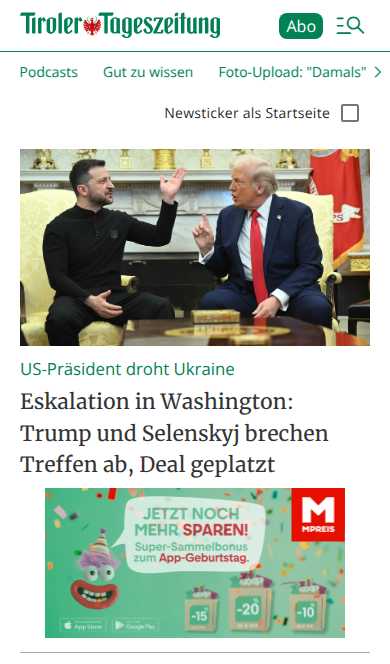 Tiroler Tageszeitung
Abo
Podcasts Gut zu wissen Foto-Upload: "Damals"
Newsticker als Startseite
US-Präsident droht Ukraine
Eskalation in Washington:
Trump und Selenskyj brechen
Treffen ab, Deal geplatzt
JETZT NOCH
MEHR SPAREN!
Super-Sammelbonus
zum App-Geburtstag.
M
MPREIS
App Store
Google Play
-15
-20
-10